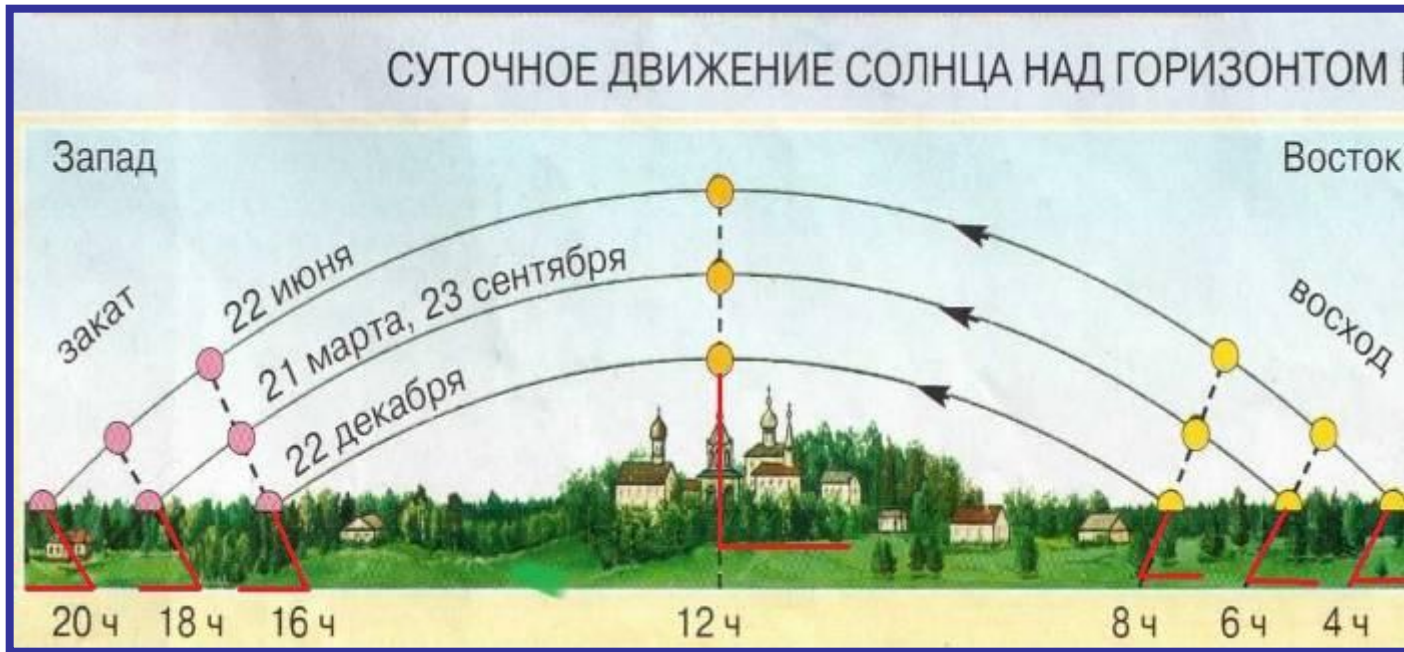 СУТОЧНОЕ ДВИЖЕНИЕ СОЛНЦА НАД ГОРИЗОНТОМ
Запад
Восток
закат
22 июня
21 марта, 23 сентября
22 декабря
восход
20 ч 18 ч 16 ч 12 ч 8 ч 6 ч 4 ч